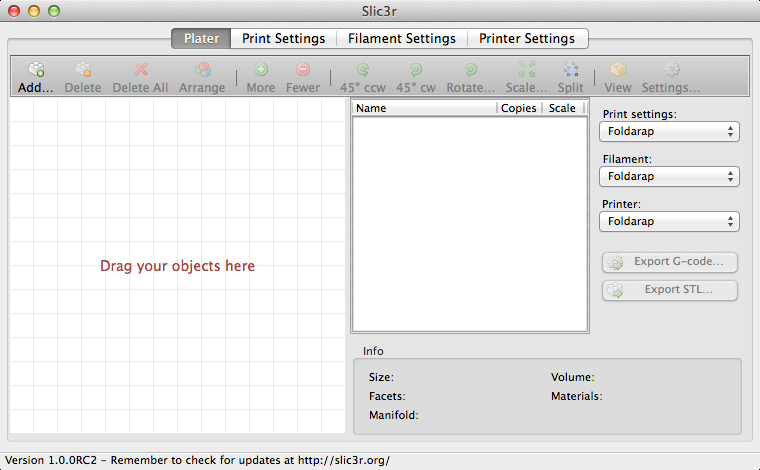 Slic3r
Plater Print Settings Filament Settings Printer Settings
Add... Delete Delete All Arrange More Fewer 45° ccw 45° cw Rotate... Scale... Split View Settings...
Name Copies Scale
Print settings:
Foldarap
Filament:
Foldarap
Printer:
Foldarap
Drag your objects here
Export G-code...
Export STL...
Info
Size: Volume:
Facets: Materials:
Manifold:
Version 1.0.0RC2 - Remember to check for updates at http://slic3r.org/